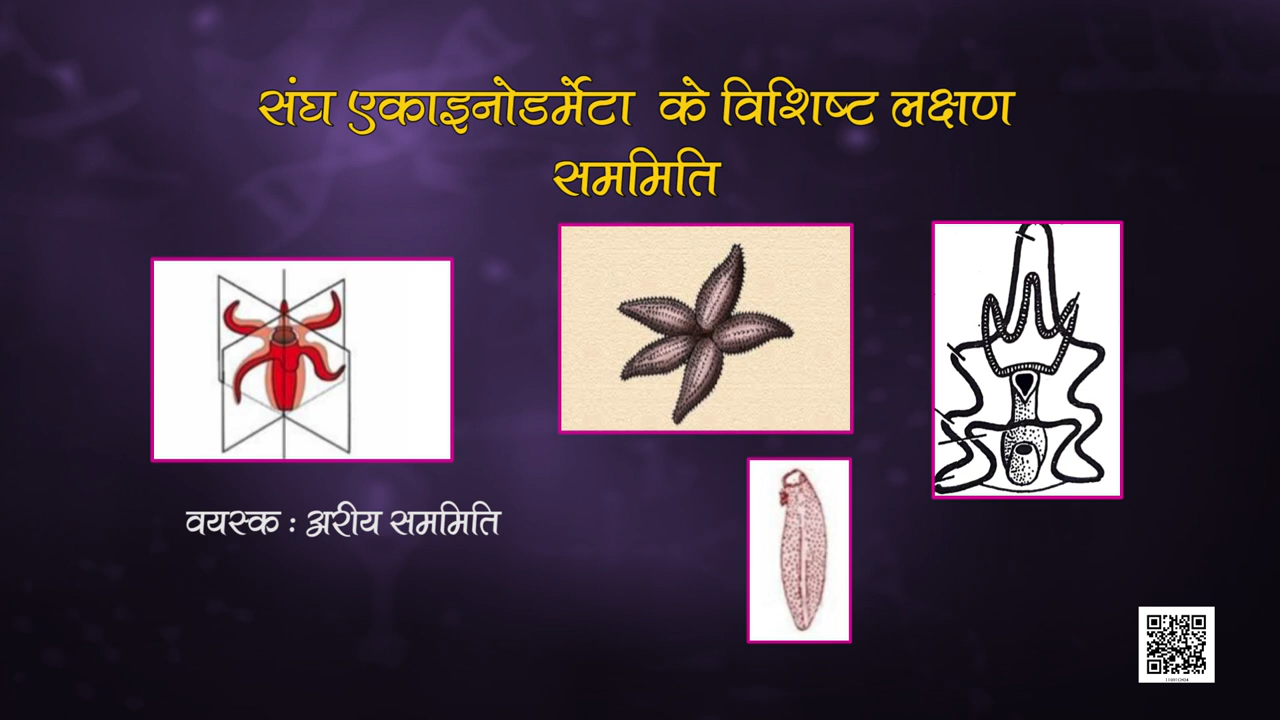 संघ एकाइनोडर्मेटा के विशिष्ट लक्षण
सममिति
वयस्क : अरीय सममिति